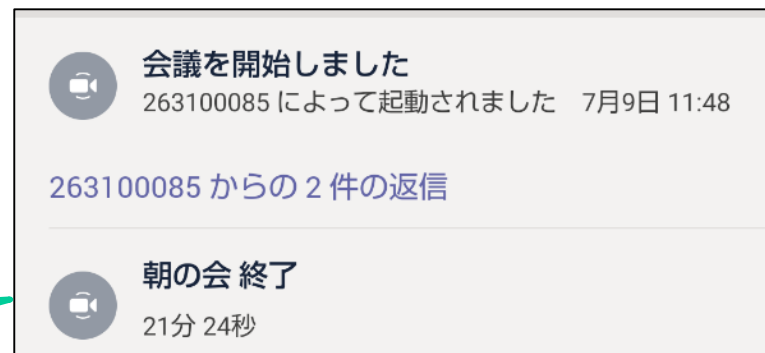 会議を開始しました
263100085 によって起動されました 7月9日 11:48
263100085 からの 2 件の返信
朝の会 終了
21分 24秒